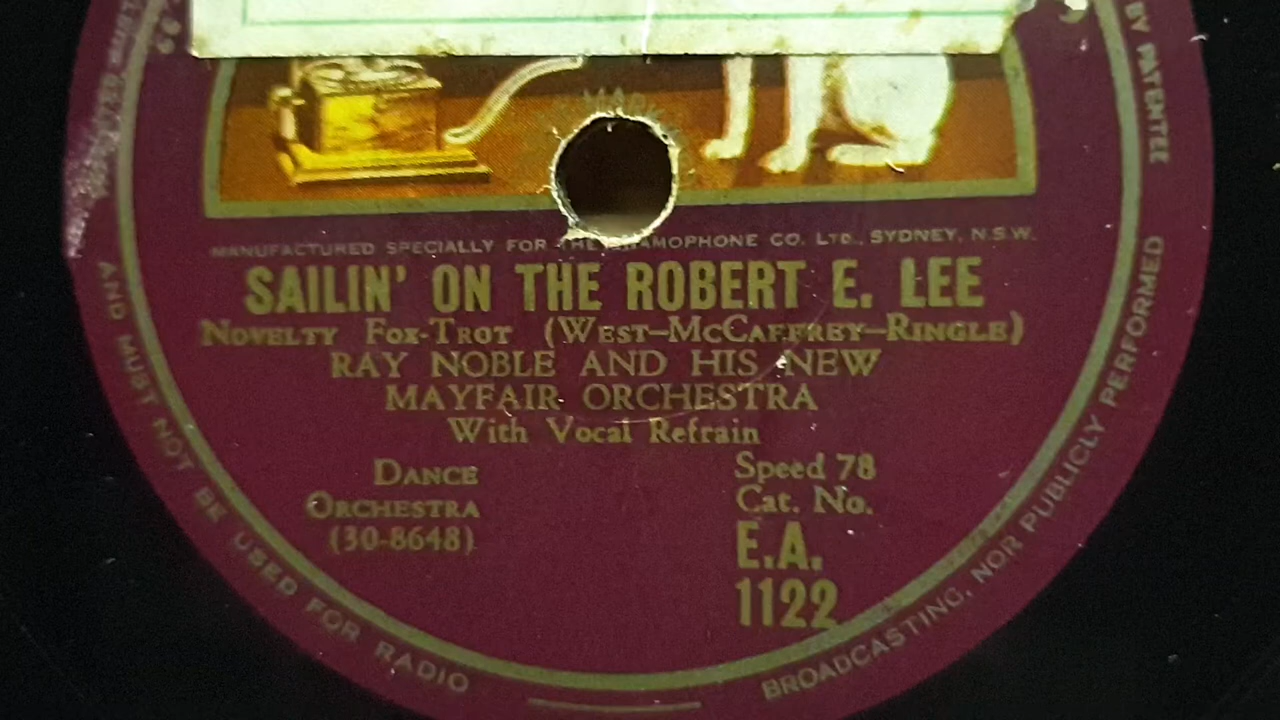 BY PATENTEE
MANUFACTURED SPECIALLY FOR THE GRAMOPHONE CO. LTD., SYDNEY, N.S.W.
SAILIN' ON THE ROBERT E. LEE
NOVELTY FOX-TROT (WEST–MCCAFFREY–RINGLE)
RAY NOBLE AND HIS NEW
MAYFAIR ORCHESTRA
With Vocal Refrain
DANCE
ORCHESTRA
(30-8648)
Speed 78
Cat. No.
E.A.
1122
AND MUST NOT BE USED FOR RADIO
BROADCASTING, NOR PUBLICLY PERFORMED